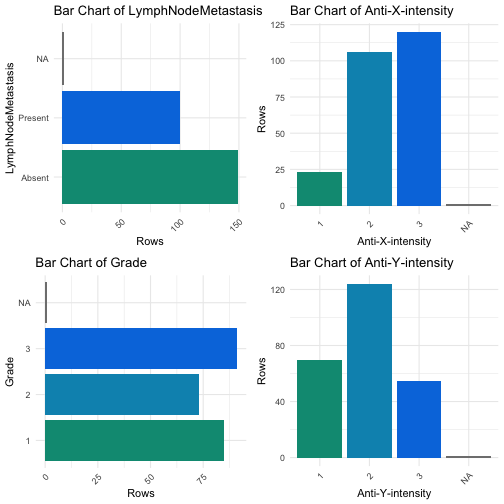 Bar Chart of LymphNodeMetastasis
LymphNodeMetastasis
NA
Present
Absent
0
50
100
150
Rows
Bar Chart of Anti-X-intensity
Rows
125
100
75
50
25
0
1
2
3
NA
Anti-X-intensity
Bar Chart of Grade
Grade
NA
3
2
1
0
25
50
75
Rows
Bar Chart of Anti-Y-intensity
Rows
120
90
60
30
0
1
2
3
NA
Anti-Y-intensity